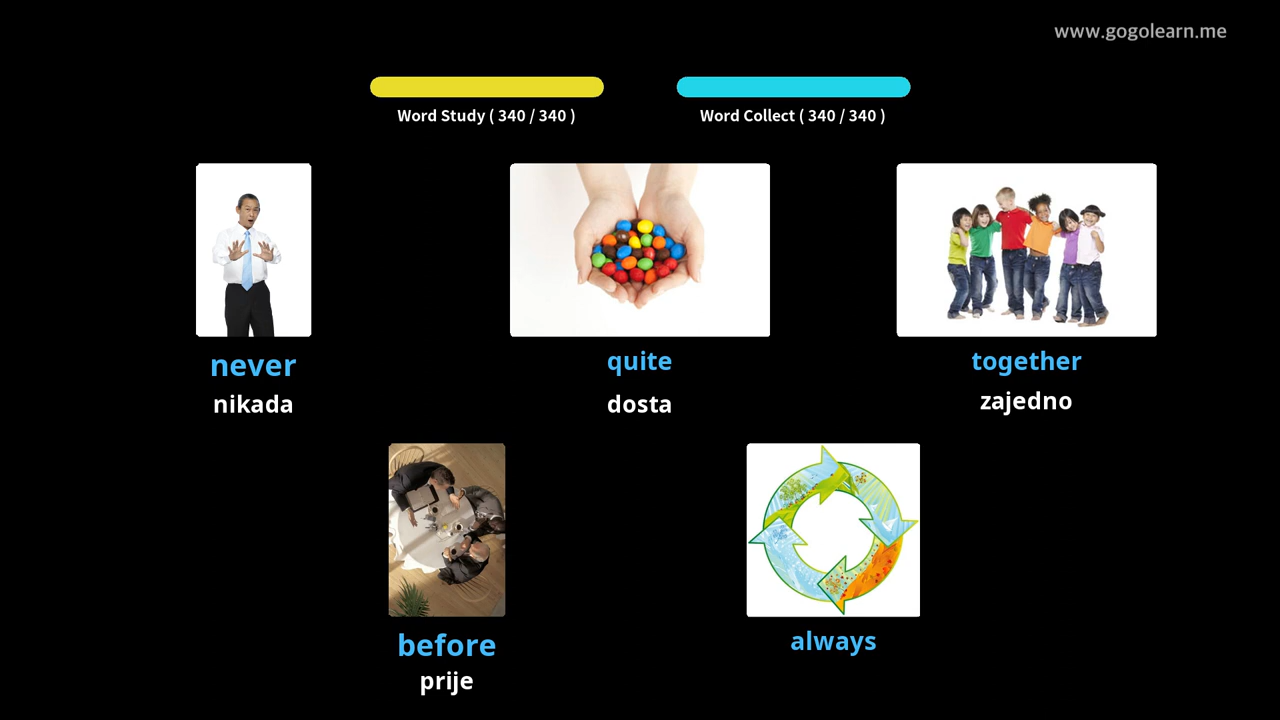 www.gogolearn.me
Word Study ( 340 / 340 )
Word Collect ( 340 / 340 )
never
nikada
quite
dosta
together
zajedno
before
prije
always